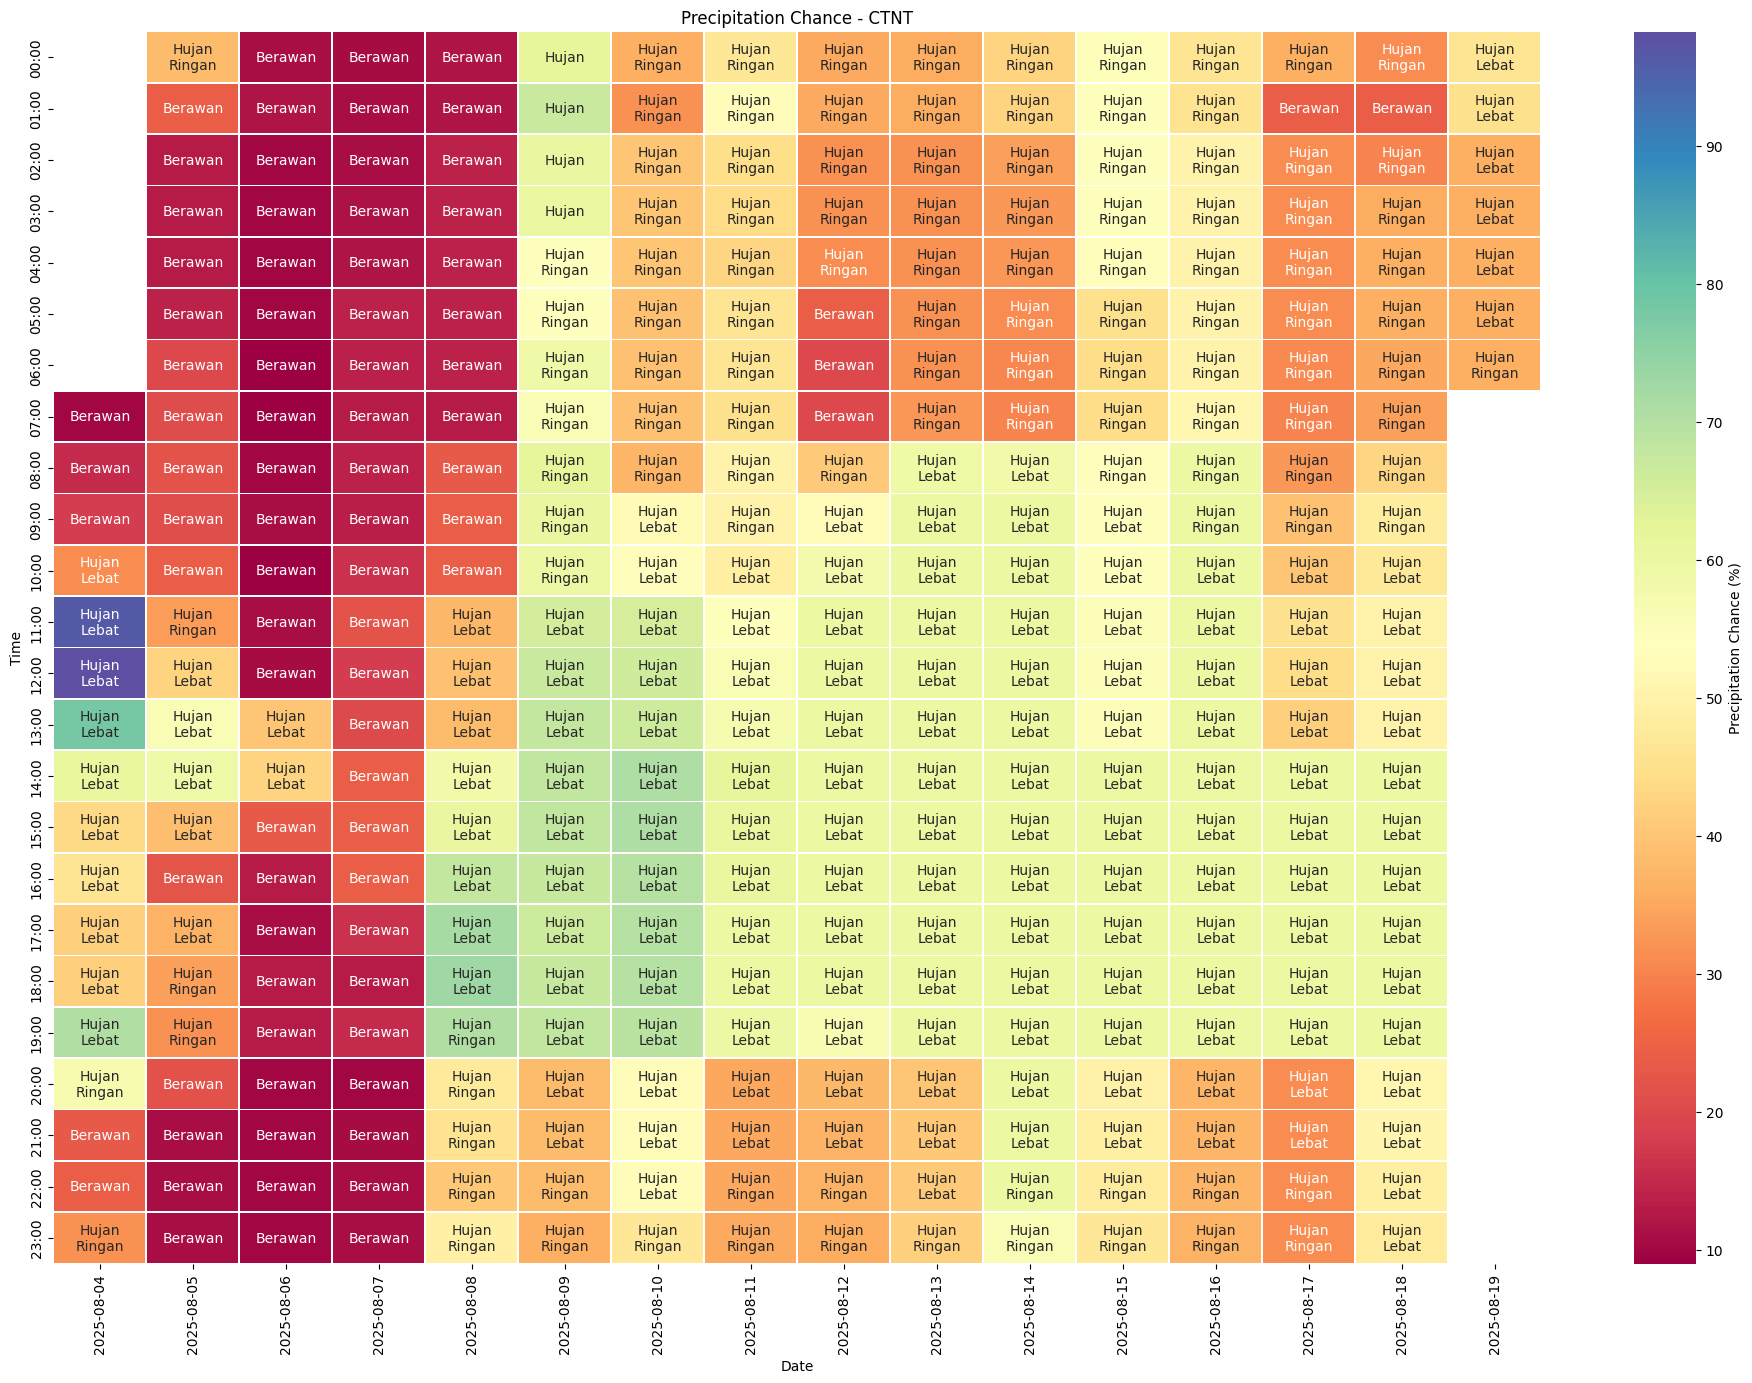 Precipitation Chance - CTNT
00:00 Hujan Ringan Berawan Berawan Berawan Hujan Hujan Ringan Hujan Ringan Hujan Ringan Hujan Ringan Hujan Ringan Hujan Ringan Hujan Ringan Hujan Ringan Hujan Ringan Hujan Lebat
01:00 Berawan Berawan Berawan Berawan Hujan Hujan Ringan Hujan Ringan Hujan Ringan Hujan Ringan Hujan Ringan Hujan Ringan Hujan Ringan Berawan Berawan Hujan Lebat
02:00 Berawan Berawan Berawan Berawan Hujan Hujan Ringan Hujan Ringan Hujan Ringan Hujan Ringan Hujan Ringan Hujan Ringan Hujan Ringan Hujan Ringan Hujan Ringan Hujan Lebat
03:00 Berawan Berawan Berawan Berawan Hujan Hujan Ringan Hujan Ringan Hujan Ringan Hujan Ringan Hujan Ringan Hujan Ringan Hujan Ringan Hujan Ringan Hujan Ringan Hujan Lebat
04:00 Berawan Berawan Berawan Berawan Hujan Ringan Hujan Ringan Hujan Ringan Hujan Ringan Hujan Ringan Hujan Ringan Hujan Ringan Hujan Ringan Hujan Ringan Hujan Ringan Hujan Lebat
05:00 Berawan Berawan Berawan Berawan Hujan Ringan Hujan Ringan Hujan Ringan Berawan Hujan Ringan Hujan Ringan Hujan Ringan Hujan Ringan Hujan Ringan Hujan Ringan Hujan Lebat
06:00 Berawan Berawan Berawan Berawan Hujan Ringan Hujan Ringan Hujan Ringan Berawan Hujan Ringan Hujan Ringan Hujan Ringan Hujan Ringan Hujan Ringan Hujan Ringan Hujan Ringan
07:00 Berawan Berawan Berawan Berawan Berawan Hujan Ringan Hujan Ringan Hujan Ringan Berawan Hujan Ringan Hujan Ringan Hujan Ringan Hujan Ringan Hujan Ringan Hujan Ringan
08:00 Berawan Berawan Berawan Berawan Berawan Hujan Ringan Hujan Ringan Hujan Ringan Hujan Ringan Hujan Lebat Hujan Lebat Hujan Ringan Hujan Ringan Hujan Ringan Hujan Ringan
09:00 Berawan Berawan Berawan Berawan Berawan Hujan Ringan Hujan Lebat Hujan Ringan Hujan Lebat Hujan Lebat Hujan Lebat Hujan Lebat Hujan Ringan Hujan Ringan Hujan Ringan
10:00 Hujan Lebat Berawan Berawan Berawan Berawan Hujan Ringan Hujan Lebat Hujan Lebat Hujan Lebat Hujan Lebat Hujan Lebat Hujan Lebat Hujan Lebat Hujan Lebat Hujan Lebat
11:00 Hujan Lebat Hujan Ringan Berawan Berawan Hujan Lebat Hujan Lebat Hujan Lebat Hujan Lebat Hujan Lebat Hujan Lebat Hujan Lebat Hujan Lebat Hujan Lebat Hujan Lebat Hujan Lebat
12:00 Hujan Lebat Hujan Lebat Berawan Berawan Hujan Lebat Hujan Lebat Hujan Lebat Hujan Lebat Hujan Lebat Hujan Lebat Hujan Lebat Hujan Lebat Hujan Lebat Hujan Lebat Hujan Lebat
13:00 Hujan Lebat Hujan Lebat Hujan Lebat Berawan Hujan Lebat Hujan Lebat Hujan Lebat Hujan Lebat Hujan Lebat Hujan Lebat Hujan Lebat Hujan Lebat Hujan Lebat Hujan Lebat Hujan Lebat
14:00 Hujan Lebat Hujan Lebat Hujan Lebat Berawan Hujan Lebat Hujan Lebat Hujan Lebat Hujan Lebat Hujan Lebat Hujan Lebat Hujan Lebat Hujan Lebat Hujan Lebat Hujan Lebat Hujan Lebat
15:00 Hujan Lebat Hujan Lebat Berawan Berawan Hujan Lebat Hujan Lebat Hujan Lebat Hujan Lebat Hujan Lebat Hujan Lebat Hujan Lebat Hujan Lebat Hujan Lebat Hujan Lebat Hujan Lebat
16:00 Hujan Lebat Berawan Berawan Berawan Hujan Lebat Hujan Lebat Hujan Lebat Hujan Lebat Hujan Lebat Hujan Lebat Hujan Lebat Hujan Lebat Hujan Lebat Hujan Lebat Hujan Lebat
17:00 Hujan Lebat Hujan Lebat Berawan Berawan Hujan Lebat Hujan Lebat Hujan Lebat Hujan Lebat Hujan Lebat Hujan Lebat Hujan Lebat Hujan Lebat Hujan Lebat Hujan Lebat Hujan Lebat
18:00 Hujan Lebat Hujan Ringan Berawan Berawan Hujan Lebat Hujan Lebat Hujan Lebat Hujan Lebat Hujan Lebat Hujan Lebat Hujan Lebat Hujan Lebat Hujan Lebat Hujan Lebat Hujan Lebat
19:00 Hujan Lebat Hujan Ringan Berawan Berawan Hujan Ringan Hujan Lebat Hujan Lebat Hujan Lebat Hujan Lebat Hujan Lebat Hujan Lebat Hujan Lebat Hujan Lebat Hujan Lebat Hujan Lebat
20:00 Hujan Ringan Berawan Berawan Berawan Hujan Ringan Hujan Lebat Hujan Lebat Hujan Lebat Hujan Lebat Hujan Lebat Hujan Lebat Hujan Lebat Hujan Lebat Hujan Lebat Hujan Lebat
21:00 Berawan Berawan Berawan Berawan Hujan Ringan Hujan Lebat Hujan Lebat Hujan Lebat Hujan Lebat Hujan Lebat Hujan Lebat Hujan Lebat Hujan Lebat Hujan Lebat Hujan Lebat
22:00 Berawan Berawan Berawan Berawan Hujan Ringan Hujan Ringan Hujan Lebat Hujan Ringan Hujan Ringan Hujan Lebat Hujan Ringan Hujan Ringan Hujan Ringan Hujan Ringan Hujan Lebat
23:00 Hujan Ringan Berawan Berawan Berawan Hujan Ringan Hujan Ringan Hujan Ringan Hujan Ringan Hujan Ringan Hujan Ringan Hujan Ringan Hujan Ringan Hujan Ringan Hujan Ringan Hujan Lebat
2025-08-04 2025-08-05 2025-08-06 2025-08-07 2025-08-08 2025-08-09 2025-08-10 2025-08-11 2025-08-12 2025-08-13 2025-08-14 2025-08-15 2025-08-16 2025-08-17 2025-08-18 2025-08-19
Time
Date
90
80
70
60
50
40
30
20
10
Precipitation Chance (%)